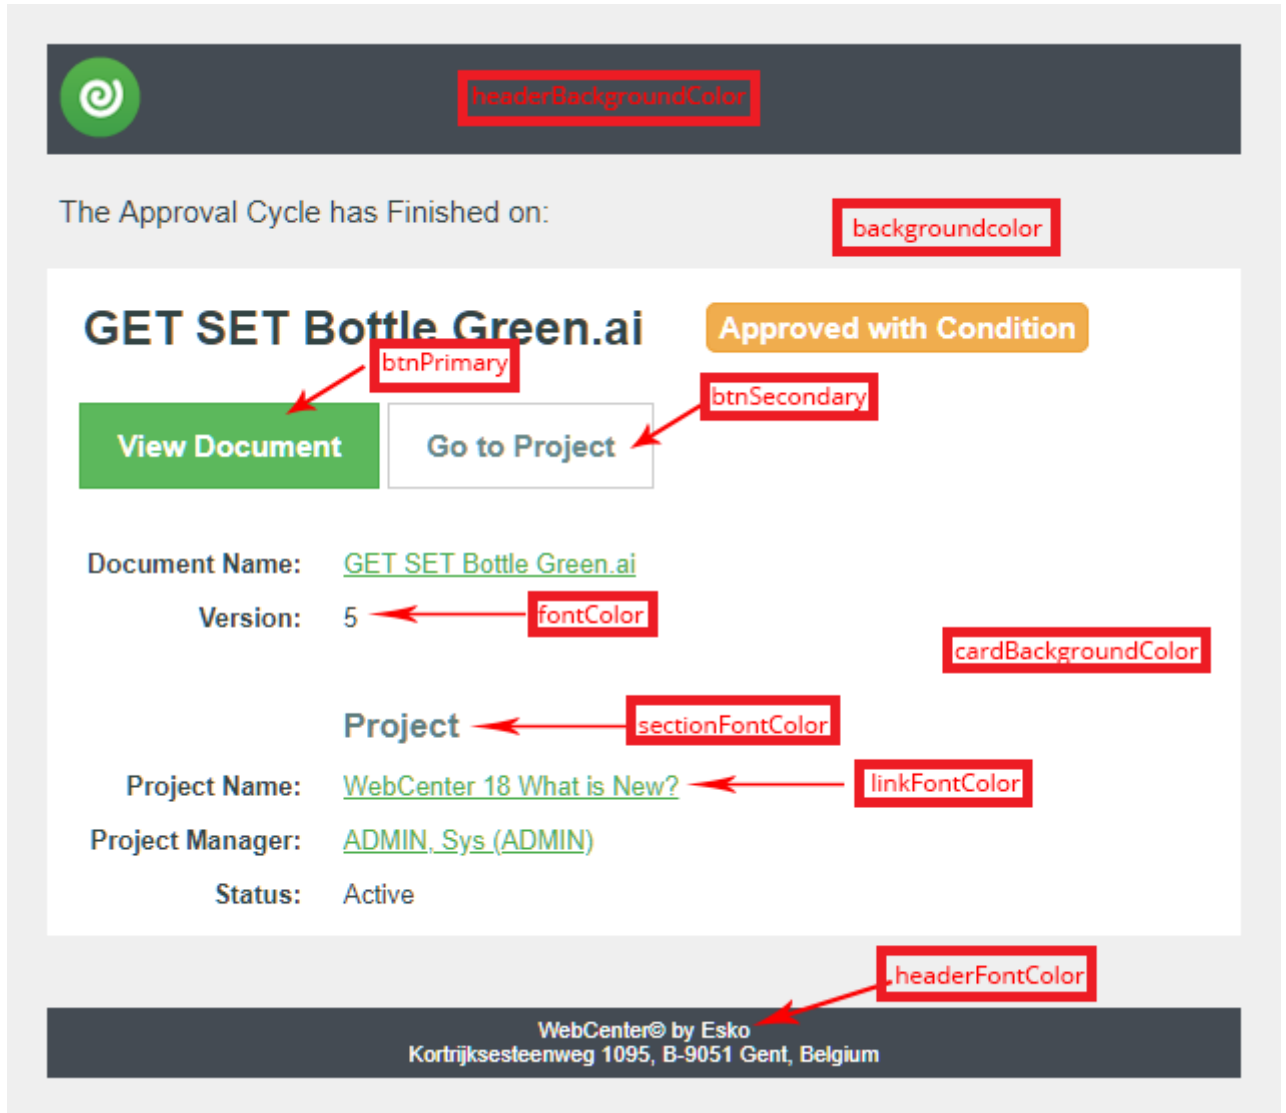 headerBackgroundColor
The Approval Cycle has Finished on:
backgroundcolor
GET SET Bottle Green.ai
Approved with Condition
btnPrimary
btnSecondary
View Document
Go to Project
Document Name: GET SET Bottle Green.ai
Version: 5
fontColor
cardBackgroundColor
Project
sectionFontColor
Project Name: WebCenter 18 What is New?
linkFontColor
Project Manager: ADMIN, Sys (ADMIN)
Status: Active
headerFontColor
WebCenter© by Esko
Kortrijksesteenweg 1095, B-9051 Gent, Belgium